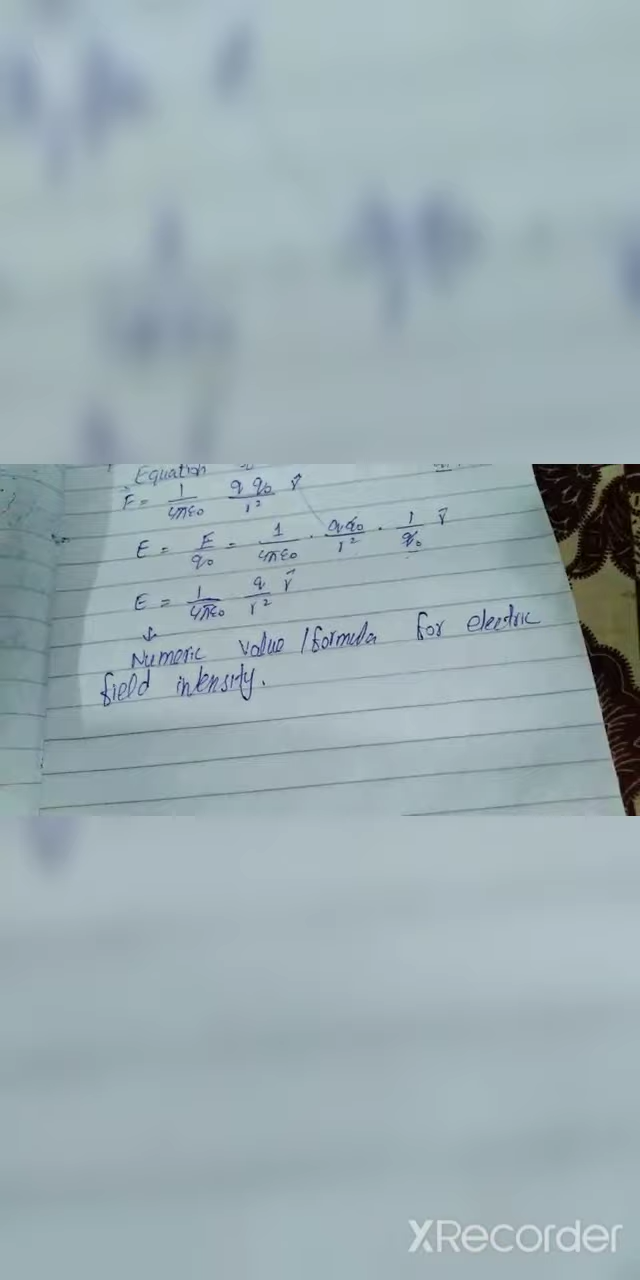 Equation
F = 1/4πε₀ q q₀/r² r̂
E = F/q₀ = 1/4πε₀ · q q₀/r² · 1/q₀ r̂
E = 1/4πε₀ q/r² r̂
↓
Numeric value / formula for electric
field intensity.
XRecorder